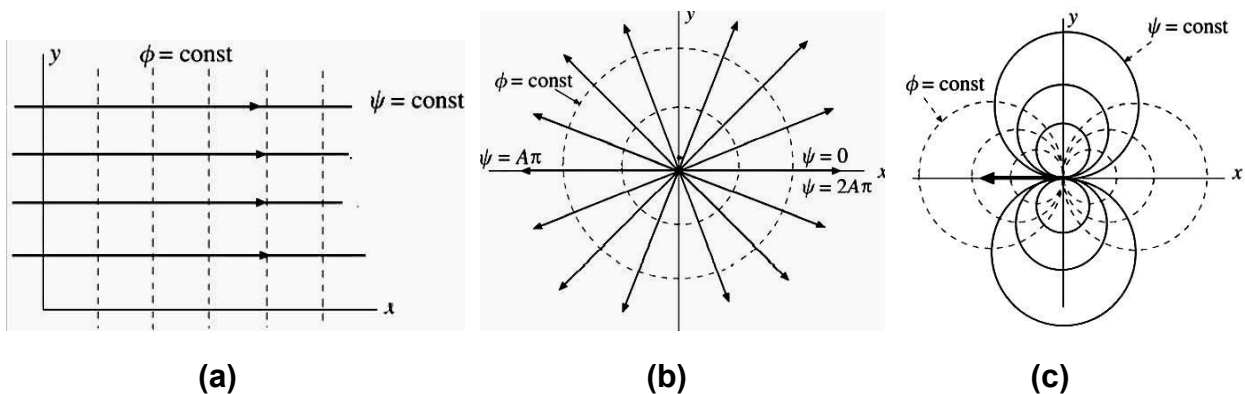 y
ϕ = const
ψ = const
x
(a)
y
ϕ = const
ψ = Aπ
ψ = 0
x
ψ = 2Aπ
(b)
y
ψ = const
ϕ = const
x
(c)